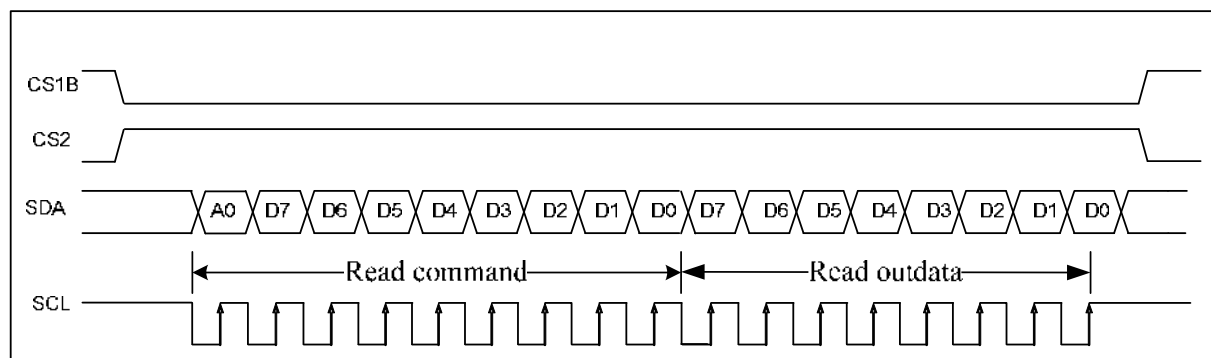 CS1B
CS2
SDA A0 D7 D6 D5 D4 D3 D2 D1 D0 D7 D6 D5 D4 D3 D2 D1 D0
Read command Read outdata
SCL